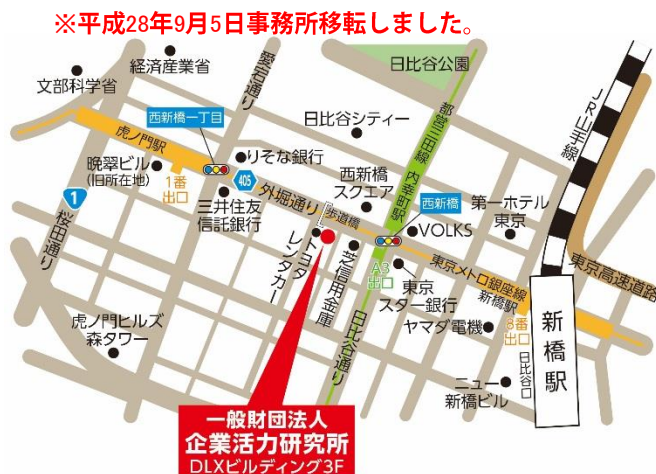 ※平成28年9月5日事務所移転しました。
経済産業省
文部科学省
愛宕通り
日比谷公園
JR山手線
西新橋一丁目
日比谷シティー
都営三田線 内幸町駅
虎ノ門駅
りそな銀行
晩翠ビル
(旧所在地)
1番
出口
405
西新橋
スクエア
西新橋
第一ホテル
東京
1
桜田通り
三井住友
信託銀行
外堀通り
歩道橋
VOLKS
トヨタ
レンタカー
芝信用金庫
A3
出口
東京
スター銀行
東京メトロ銀座線
新橋駅
東京高速道路
虎ノ門ヒルズ
森タワー
日比谷通り
ヤマダ電機
8番
出口
日比谷口
新橋駅
ニュー
新橋ビル
一般財団法人
企業活力研究所
DLXビルディング3F